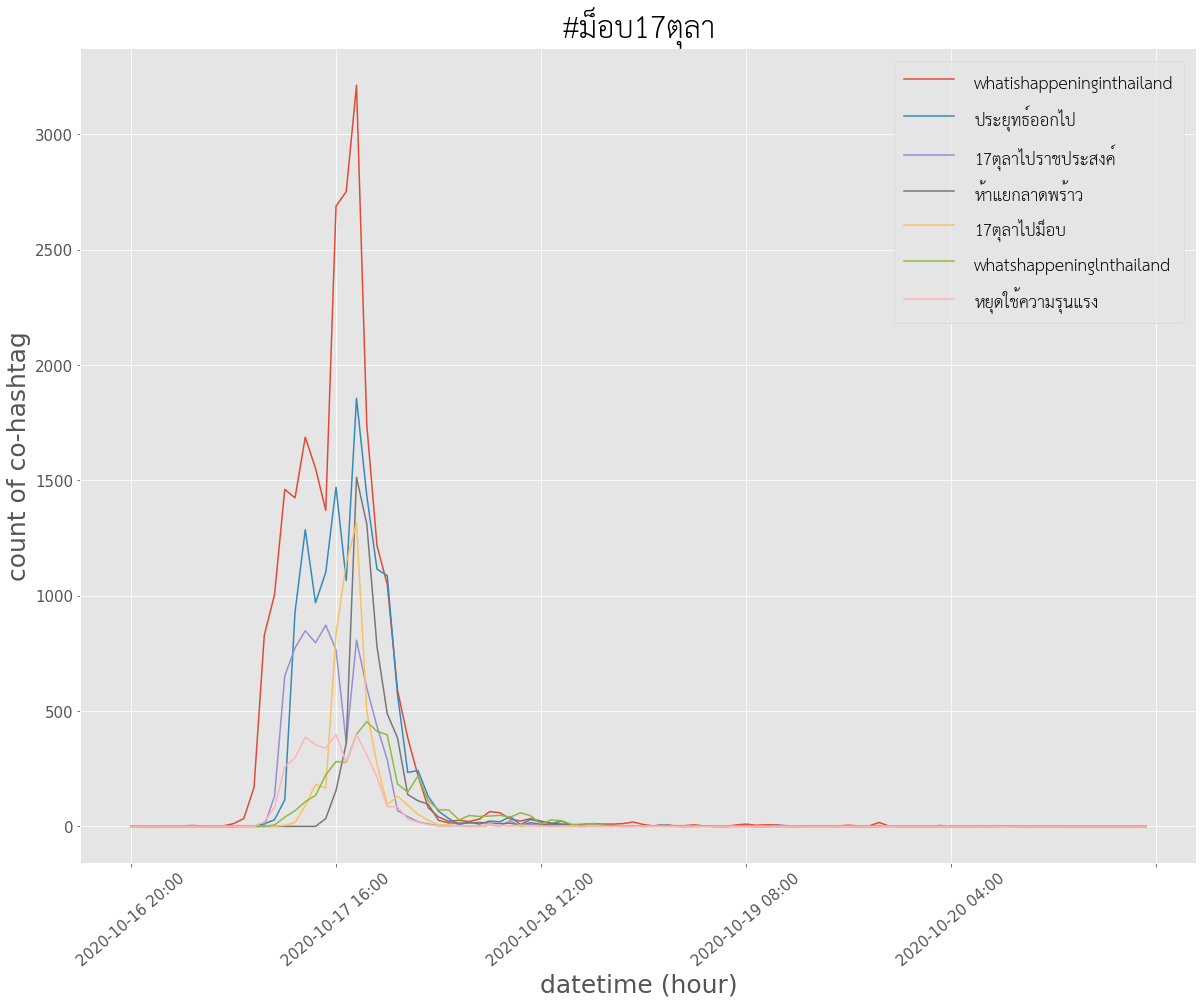 #ม็อบ17ตุลา
whatishappeninginthailand
ประยุทธ์ออกไป
17ตุลาไปราชประสงค์
ห้าแยกลาดพร้าว
17ตุลาไปม็อบ
whatshappeninglnthailand
หยุดใช้ความรุนแรง
3000
2500
2000
1500
1000
500
0
count of co-hashtag
2020-10-16 20:00
2020-10-17 16:00
2020-10-18 12:00
2020-10-19 08:00
2020-10-20 04:00
datetime (hour)